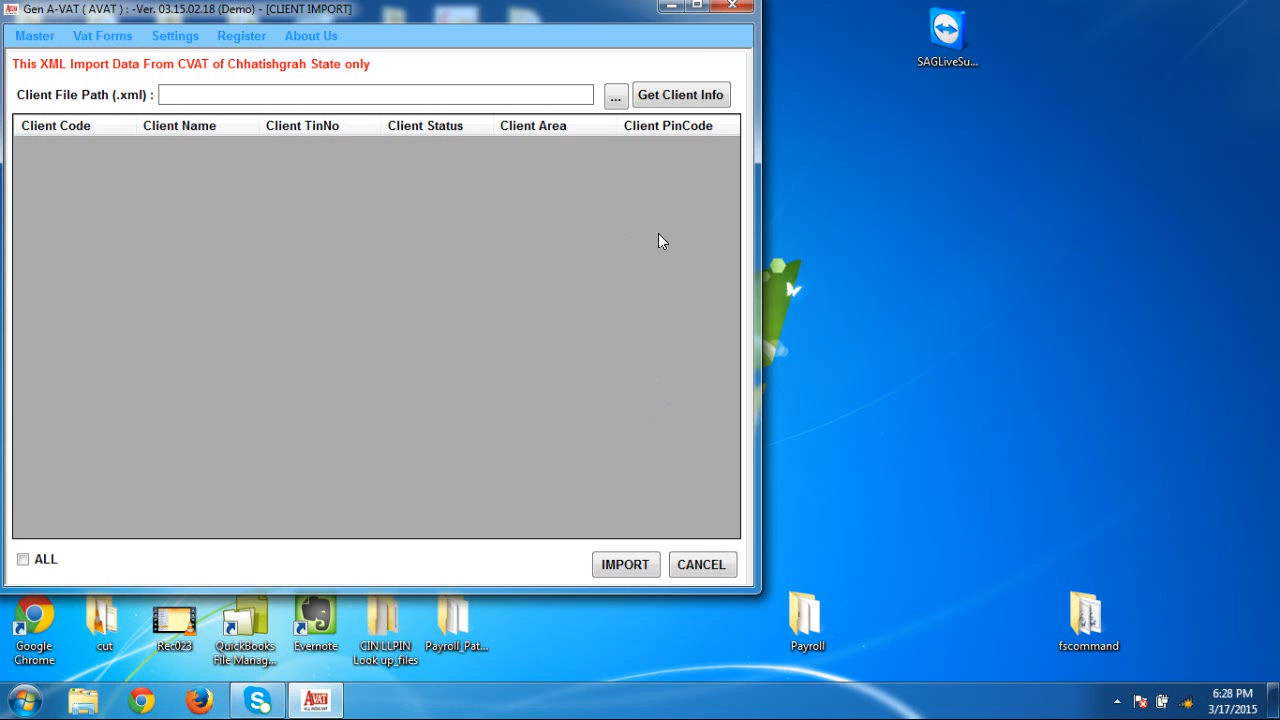 Gen A-VAT ( AVAT ) : -Ver. 03.15.02.18 (Demo) - [CLIENT IMPORT]
Master Vat Forms Settings Register About Us
This XML Import Data From CVAT of Chhatishgrah State only
Client File Path (.xml) : ... Get Client Info
Client Code Client Name Client TinNo Client Status Client Area Client PinCode
ALL IMPORT CANCEL
SAGLiveSu...
Google Chrome
cut
Rec023
QuickBooks File Manag...
Evernote
CIN LLPIN Look up_files
Payroll_Pat...
Payroll
fscommand
AVAT
6:28 PM
3/17/2015